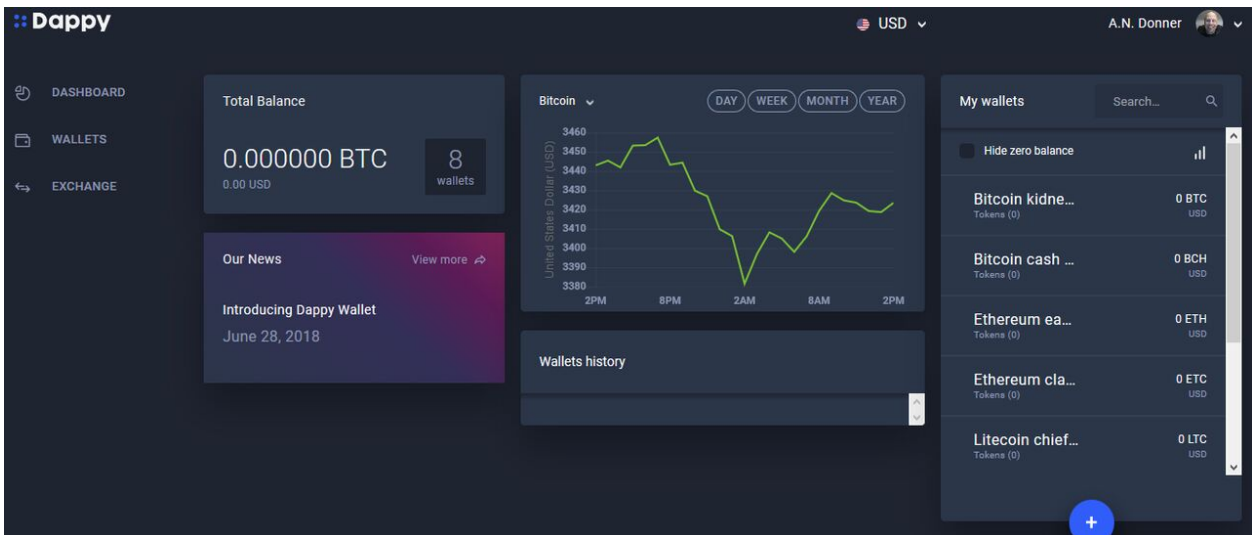 Dappy
USD
A.N. Donner
DASHBOARD
WALLETS
EXCHANGE
Total Balance
0.000000 BTC
0.00 USD
8
wallets
Our News
View more
Introducing Dappy Wallet
June 28, 2018
Bitcoin
DAY WEEK MONTH YEAR
United States Dollar (USD)
3460
3450
3440
3430
3420
3410
3400
3390
3380
2PM 8PM 2AM 8AM 2PM
Wallets history
My wallets
Search...
Hide zero balance
Bitcoin kidne... 0 BTC
Tokens (0) USD
Bitcoin cash ... 0 BCH
Tokens (0) USD
Ethereum ea... 0 ETH
Tokens (0) USD
Ethereum cla... 0 ETC
Tokens (0) USD
Litecoin chief... 0 LTC
Tokens (0) USD
+